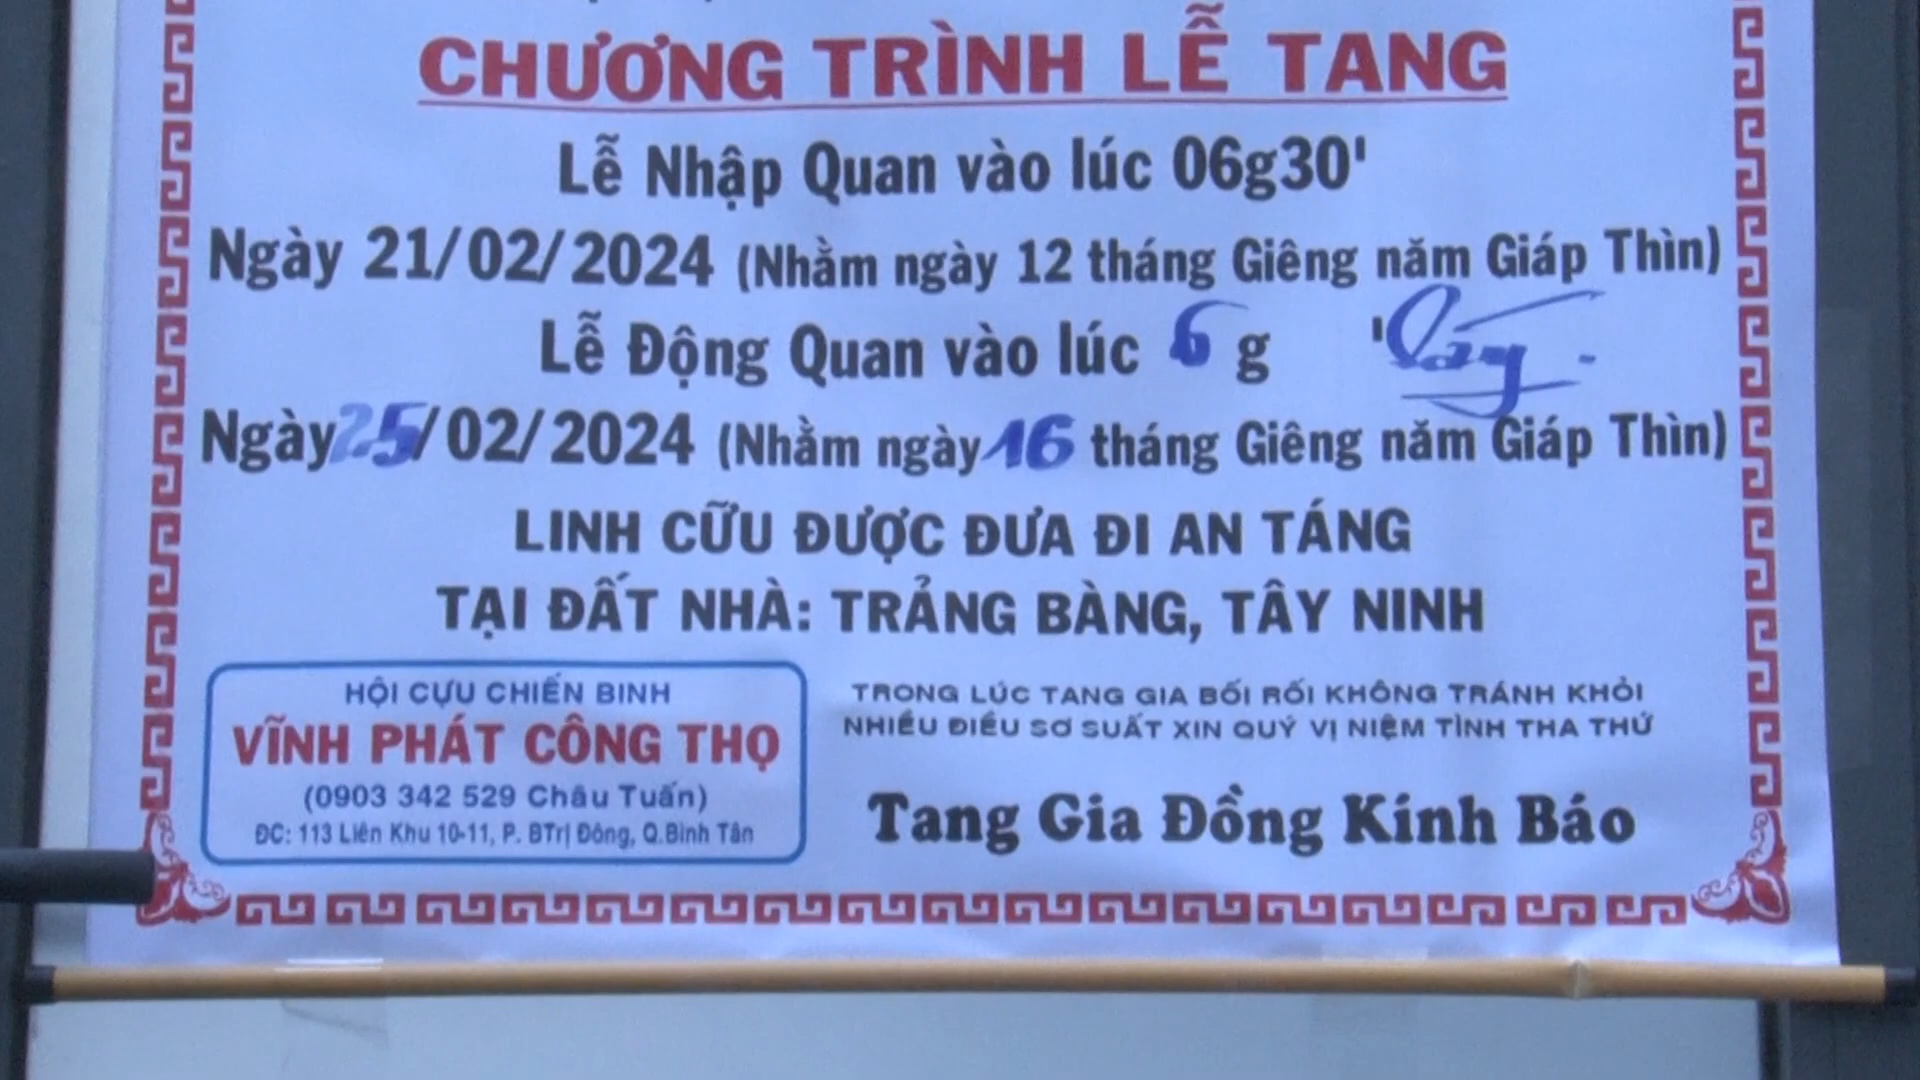 CHƯƠNG TRÌNH LỄ TANG
Lễ Nhập Quan vào lúc 06g30'
Ngày 21/02/2024 (Nhằm ngày 12 tháng Giêng năm Giáp Thìn)
Lễ Động Quan vào lúc 6 g '
Ngày 25/02/2024 (Nhằm ngày 16 tháng Giêng năm Giáp Thìn)
LINH CỮU ĐƯỢC ĐƯA ĐI AN TÁNG
TẠI ĐẤT NHÀ: TRẢNG BÀNG, TÂY NINH
HỘI CỰU CHIẾN BINH
VĨNH PHÁT CÔNG THỌ
(0903 342 529 Châu Tuấn)
ĐC: 113 Liên Khu 10-11, P. BTrị Đông, Q.Bình Tân
TRONG LÚC TANG GIA BỐI RỐI KHÔNG TRÁNH KHỎI
NHIỀU ĐIỀU SƠ SUẤT XIN QUÝ VỊ NIỆM TÌNH THA THỨ
Tang Gia Đồng Kính Báo